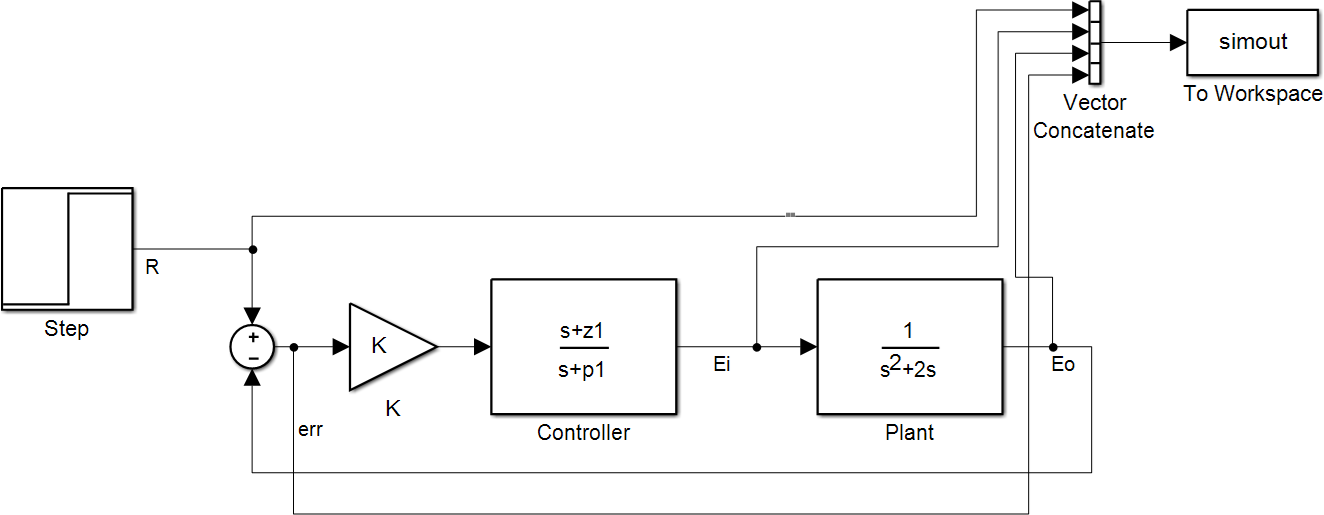 simout
To Workspace
Vector
Concatenate
R
Step
+
−
K
K
err
s+z1
s+p1
Controller
Ei
1
s²+2s
Plant
Eo